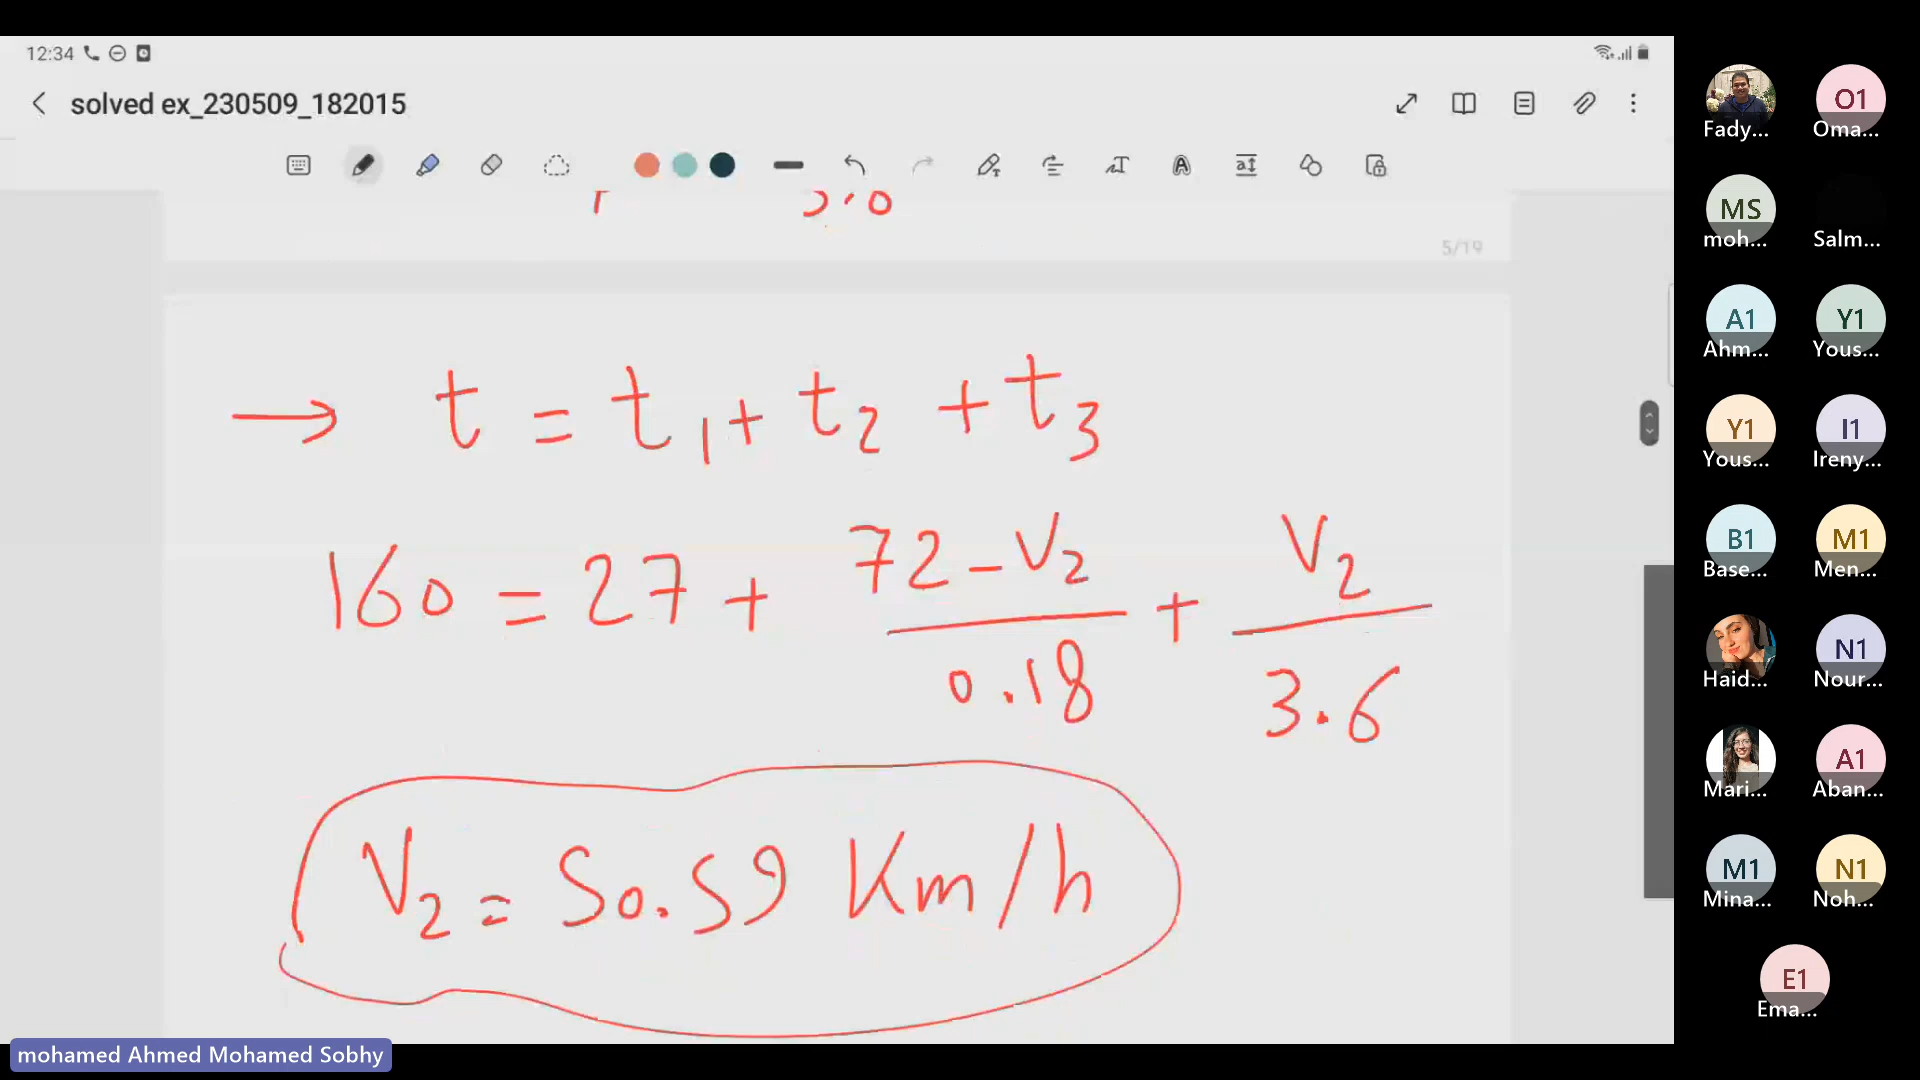 12:34
solved ex_230509_182015
5/19
→ t = t1 + t2 + t3
160 = 27 + 72 - V2 / 0.18 + V2 / 3.6
V2 = 50.59 Km/h
mohamed Ahmed Mohamed Sobhy
Fady...
O1
Oma...
MS
moh...
Salm...
A1
Ahm...
Y1
Yous...
Y1
Yous...
I1
Ireny...
B1
Base...
M1
Men...
Haid...
N1
Nour...
Mari...
A1
Aban...
M1
Mina...
N1
Noh...
E1
Ema...